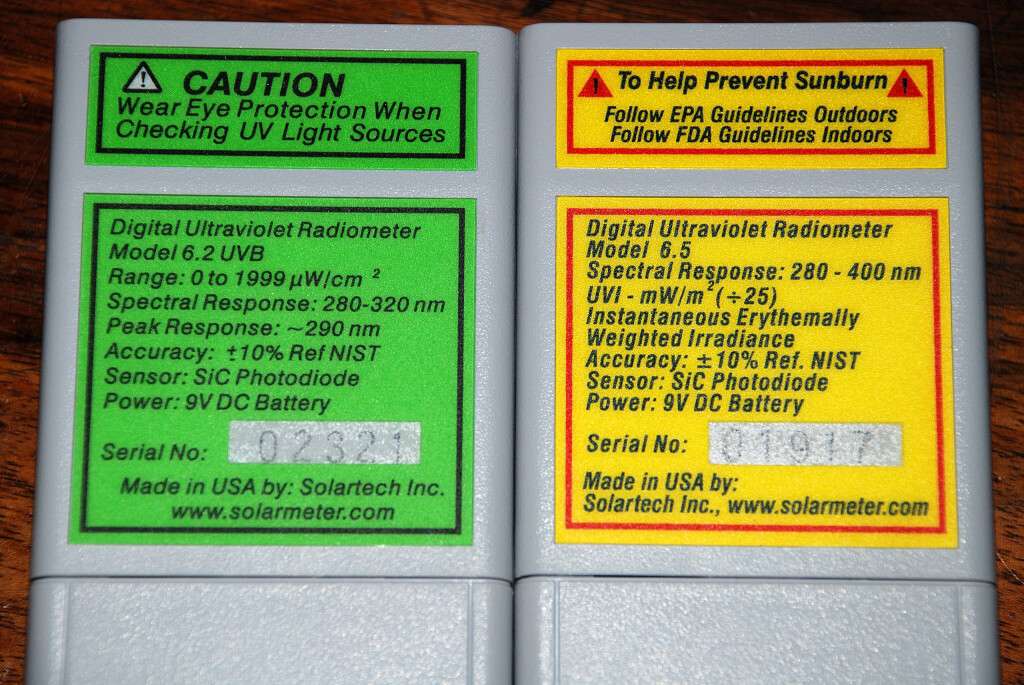 CAUTION
Wear Eye Protection When
Checking UV Light Sources
Digital Ultraviolet Radiometer
Model 6.2 UVB
Range: 0 to 1999 µW/cm ²
Spectral Response: 280-320 nm
Peak Response: ~290 nm
Accuracy: ±10% Ref NIST
Sensor: SiC Photodiode
Power: 9V DC Battery
Serial No: 02321
Made in USA by: Solartech Inc.
www.solarmeter.com
To Help Prevent Sunburn
Follow EPA Guidelines Outdoors
Follow FDA Guidelines Indoors
Digital Ultraviolet Radiometer
Model 6.5
Spectral Response: 280 - 400 nm
UVI - mW/m² (÷25)
Instantaneous Erythemally
Weighted Irradiance
Accuracy: ±10% Ref. NIST
Sensor: SiC Photodiode
Power: 9V DC Battery
Serial No: 01917
Made in USA by:
Solartech Inc., www.solarmeter.com